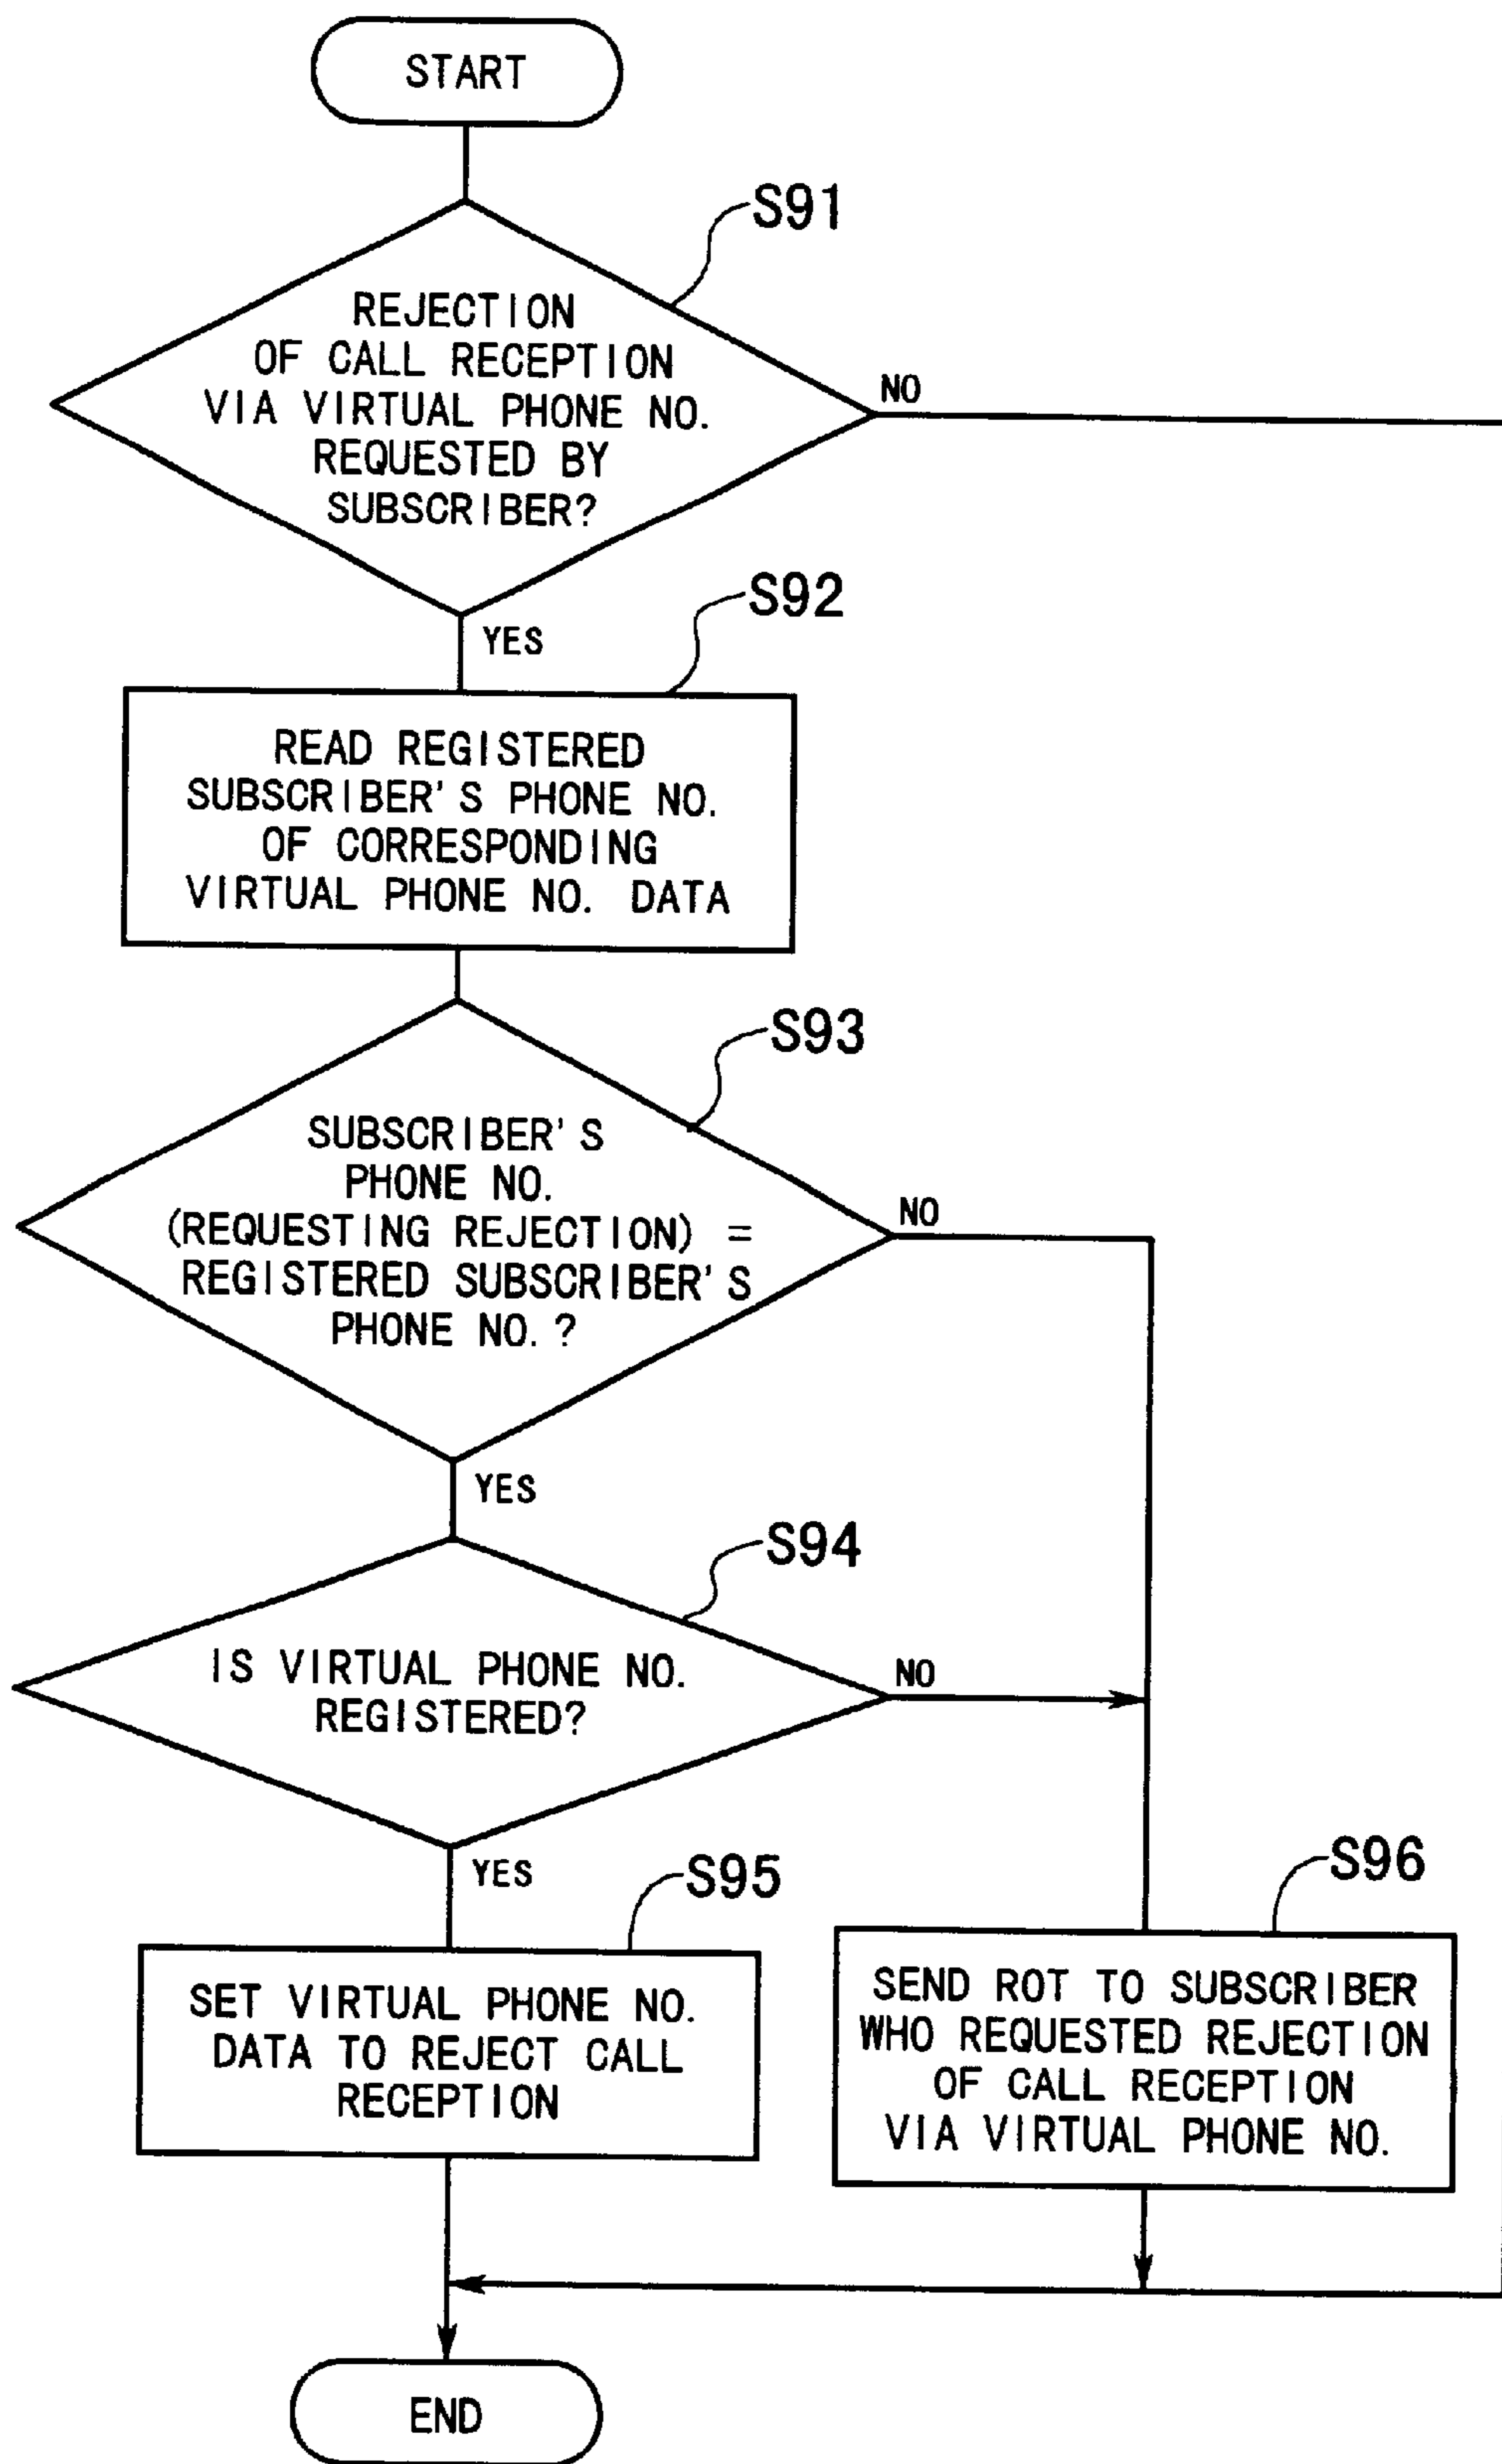 START
S91
REJECTION
OF CALL RECEPTION
VIA VIRTUAL PHONE NO.
REQUESTED BY
SUBSCRIBER?
NO
YES
S92
READ REGISTERED
SUBSCRIBER'S PHONE NO.
OF CORRESPONDING
VIRTUAL PHONE NO. DATA
S93
SUBSCRIBER'S
PHONE NO.
(REQUESTING REJECTION) =
REGISTERED SUBSCRIBER'S
PHONE NO.?
NO
YES
S94
IS VIRTUAL PHONE NO.
REGISTERED?
NO
YES
S95
SET VIRTUAL PHONE NO.
DATA TO REJECT CALL
RECEPTION
S96
SEND ROT TO SUBSCRIBER
WHO REQUESTED REJECTION
OF CALL RECEPTION
VIA VIRTUAL PHONE NO.
END